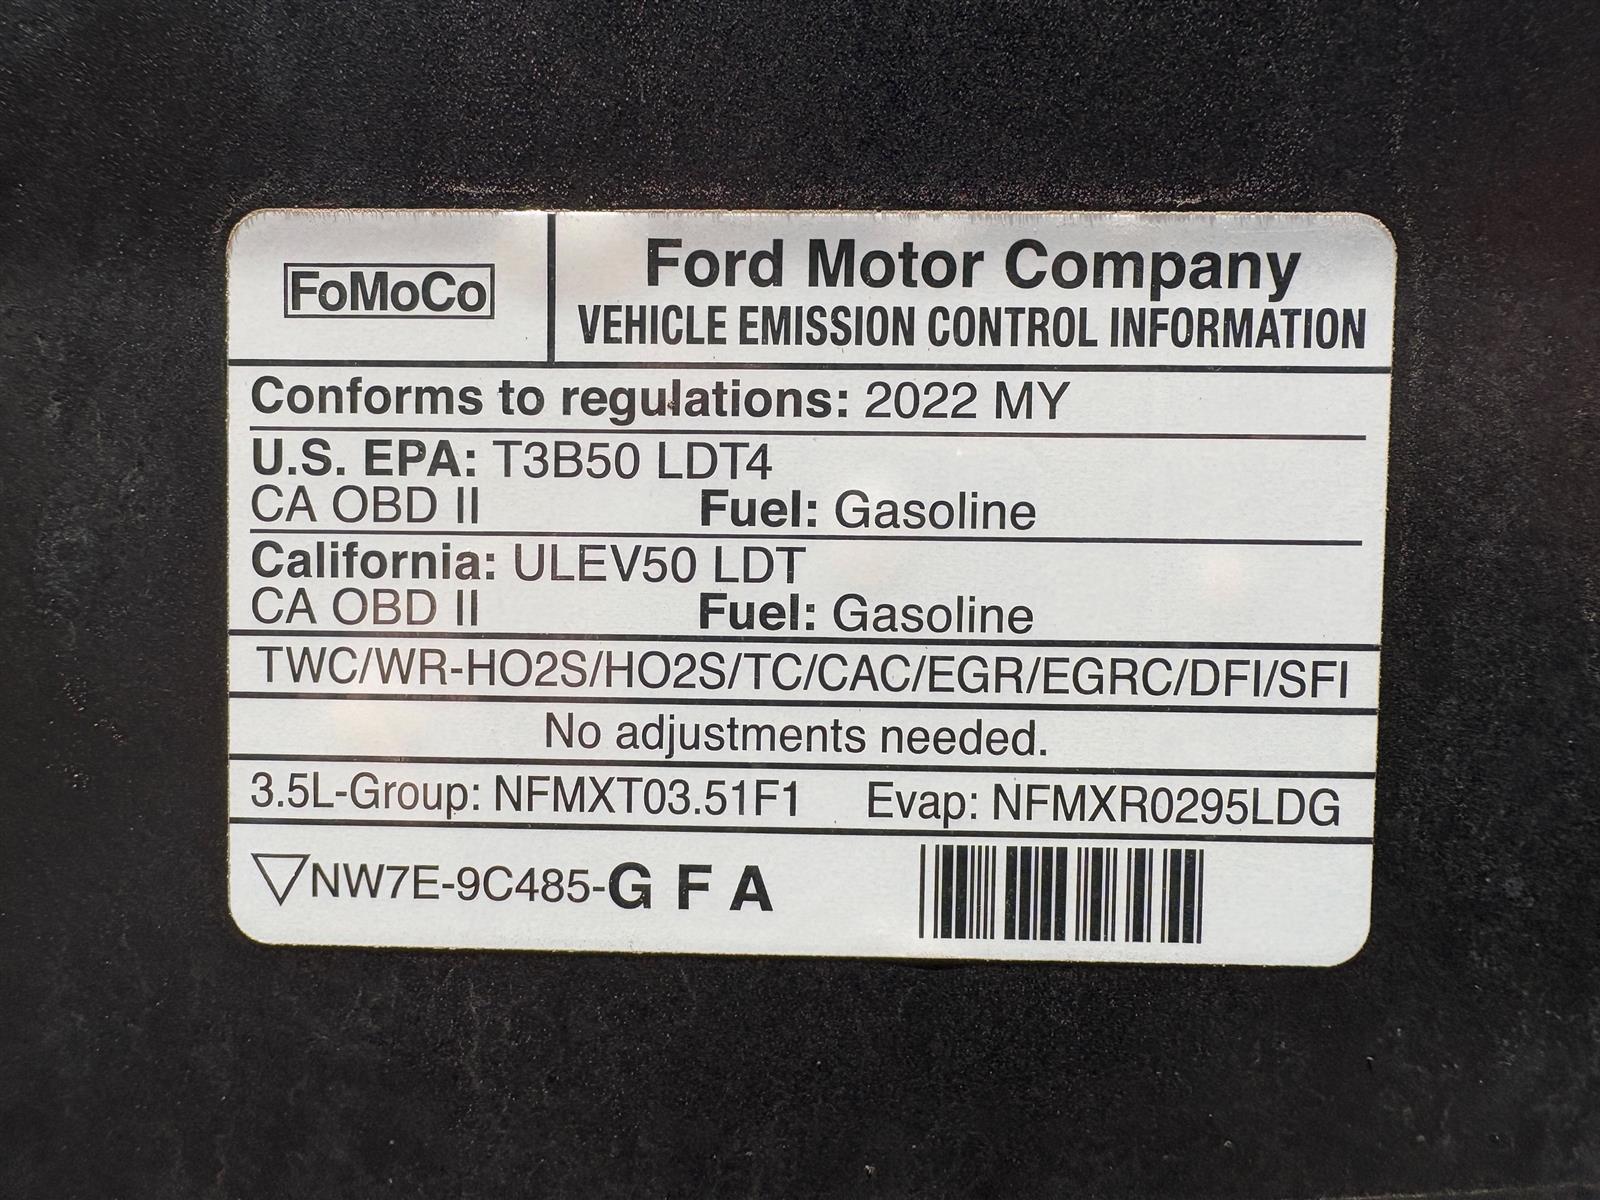 FoMoCo
Ford Motor Company
VEHICLE EMISSION CONTROL INFORMATION
Conforms to regulations: 2022 MY
U.S. EPA: T3B50 LDT4
CA OBD II Fuel: Gasoline
California: ULEV50 LDT
CA OBD II Fuel: Gasoline
TWC/WR-HO2S/HO2S/TC/CAC/EGR/EGRC/DFI/SFI
No adjustments needed.
3.5L-Group: NFMXT03.51F1 Evap: NFMXR0295LDG
NW7E-9C485-G F A